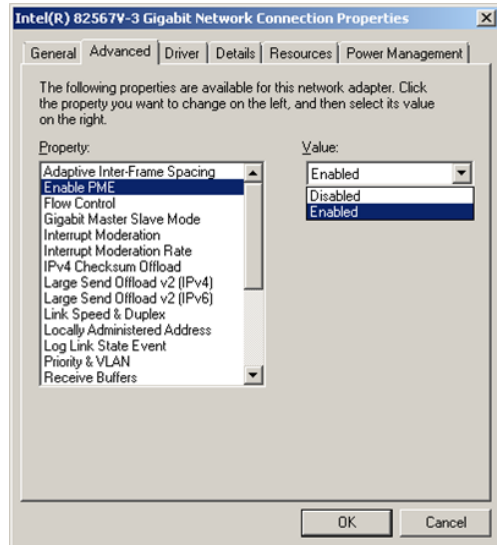 Intel(R) 82567V-3 Gigabit Network Connection Properties
General Advanced Driver Details Resources Power Management
The following properties are available for this network adapter. Click
the property you want to change on the left, and then select its value
on the right.
Property:
Adaptive Inter-Frame Spacing
Enable PME
Flow Control
Gigabit Master Slave Mode
Interrupt Moderation
Interrupt Moderation Rate
IPv4 Checksum Offload
Large Send Offload v2 (IPv4)
Large Send Offload v2 (IPv6)
Link Speed & Duplex
Locally Administered Address
Log Link State Event
Priority & VLAN
Receive Buffers
Value:
Enabled
Disabled
Enabled
OK Cancel